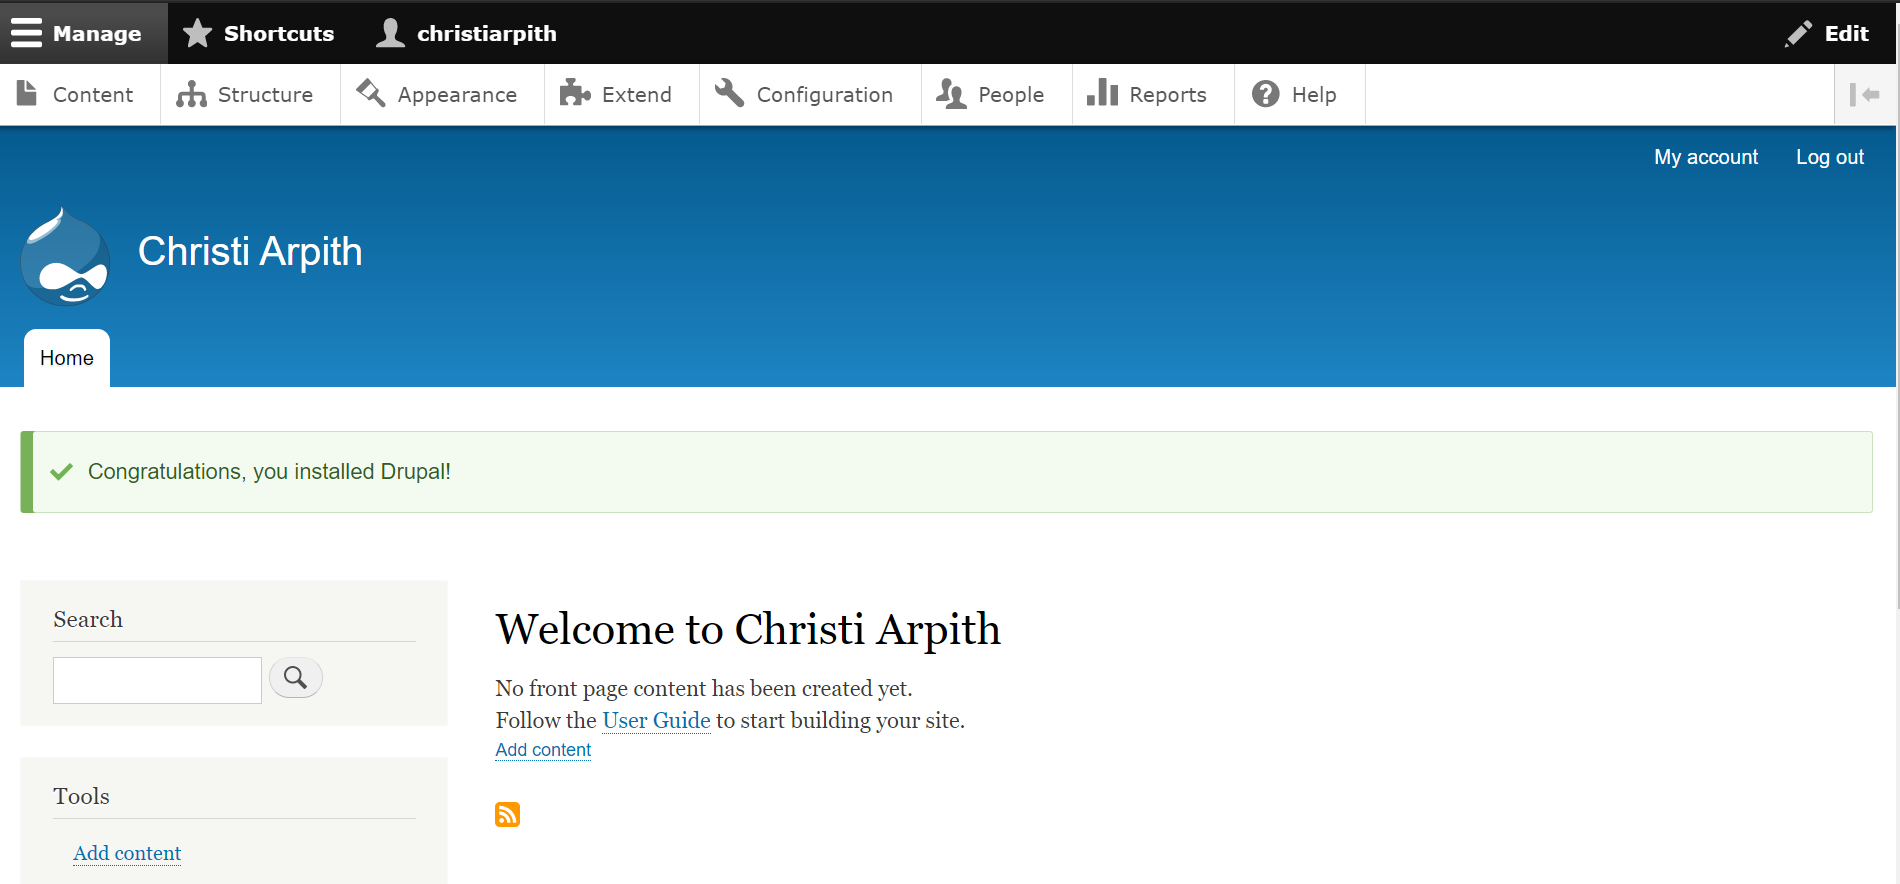 Manage Shortcuts christiarpith Edit
Content Structure Appearance Extend Configuration People Reports Help
My account Log out
Christi Arpith
Home
Congratulations, you installed Drupal!
Search
Welcome to Christi Arpith
No front page content has been created yet.
Follow the User Guide to start building your site.
Add content
Tools
Add content